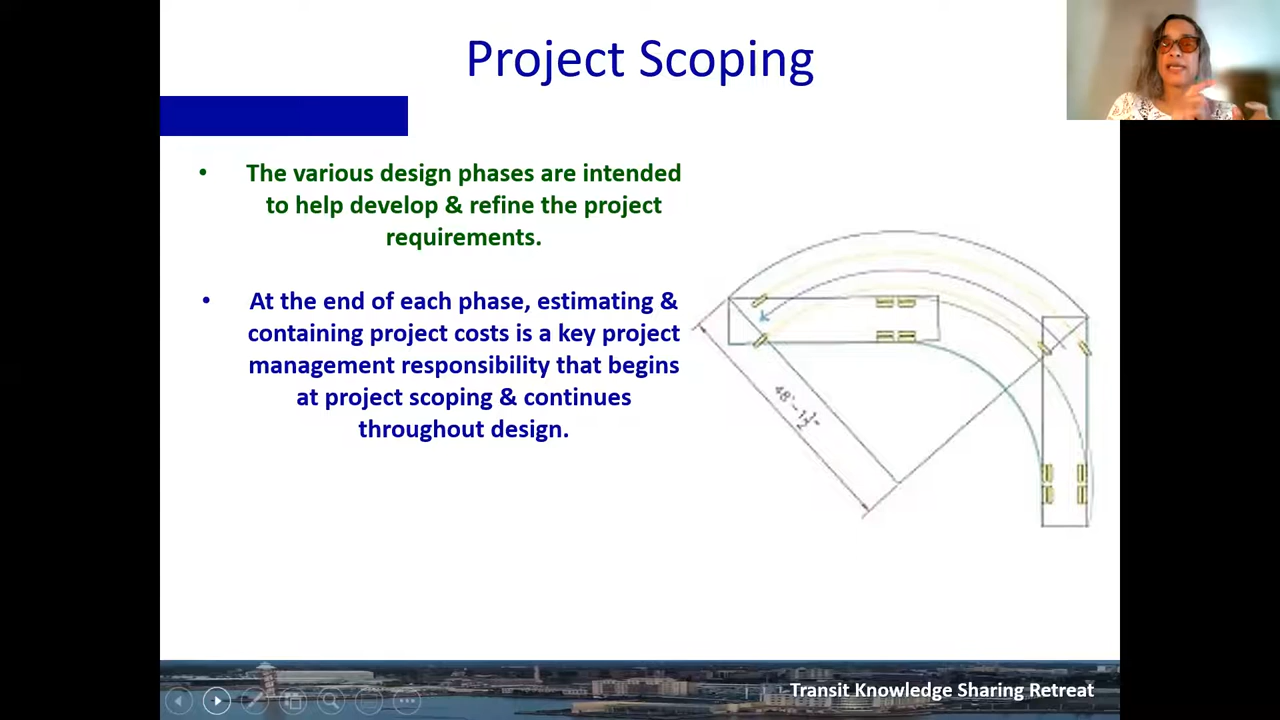 Project Scoping
• The various design phases are intended
to help develop & refine the project
requirements.
• At the end of each phase, estimating &
containing project costs is a key project
management responsibility that begins
at project scoping & continues
throughout design.
48' - 1½"
Transit Knowledge Sharing Retreat